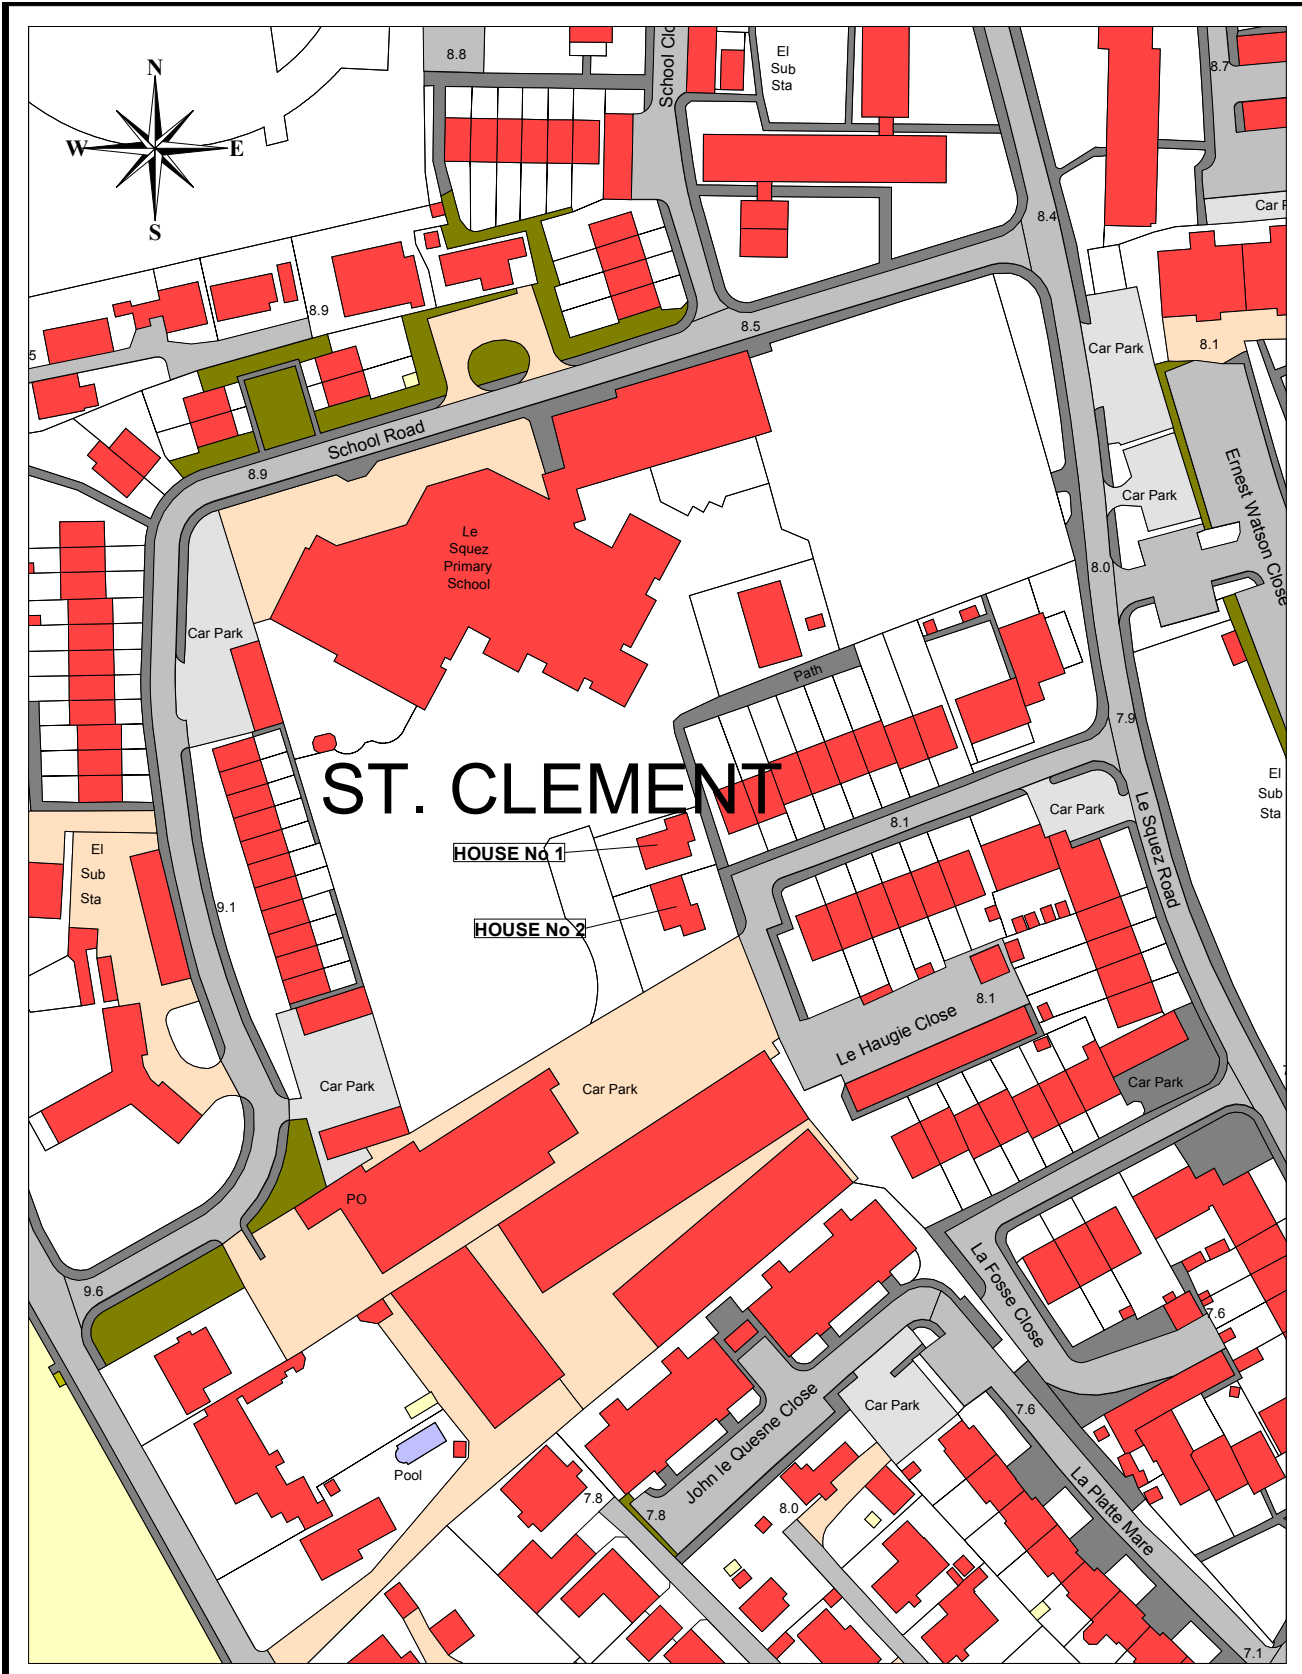 N
W
E
S
8.8
School Clo
El
Sub
Sta
8.7
8.4
Car P
8.9
5
8.5
8.1
Car Park
School Road
8.9
Ernest Watson Close
Car Park
Le
Squez
Primary
School
8.0
Car Park
Path
7.9
ST. CLEMENT
El
Sub
Sta
Car Park
8.1
Le Squez Road
HOUSE No 1
El
Sub
Sta
9.1
HOUSE No 2
8.1
Le Haugie Close
Car Park
Car Park
Car Park
7
PO
La Fosse Close
9.6
7.6
John le Quesne Close
Car Park
7.6
Pool
La Platte Mare
7.8
7.8
8.0
7.1